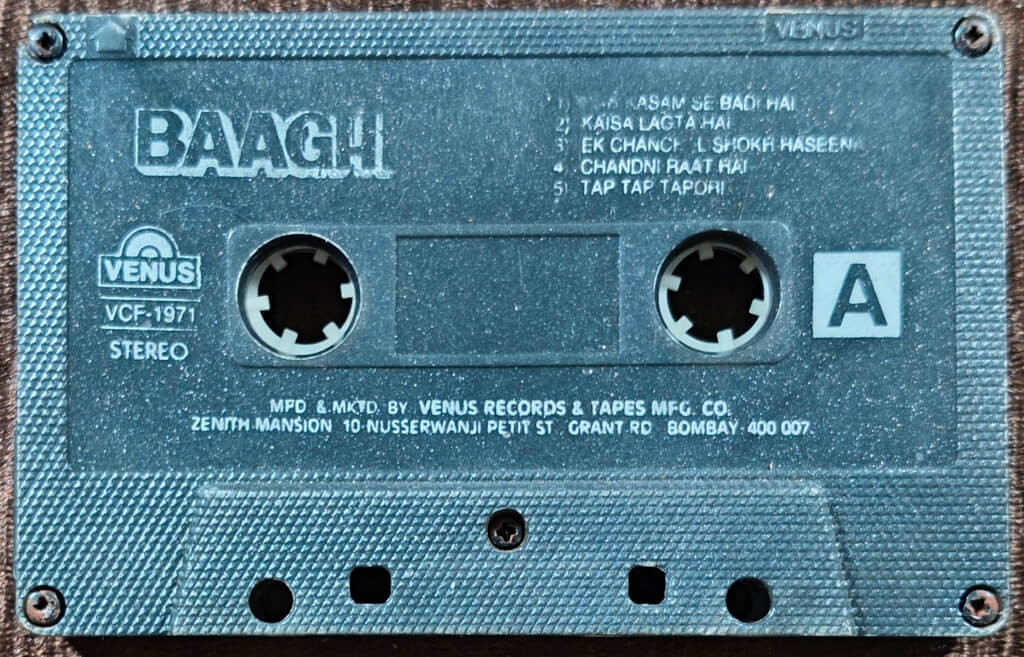 VENUS
BAAGH
KASAM SE BADI HAI
2) KAISA LAGTA HAI
3) EK SHOKH HASEENA
4 CHANDNI RAAT HAI
5) TAP TAP TAPORI
VENUS
VCF-1971
STEREO
A
MFD & MKTD. BY. VENUS RECORDS & TAPES MFG. CO.
ZENITH MANSION 10-NUSSERWANJI PETIT ST GRANT RD BOMBAY-400 007.